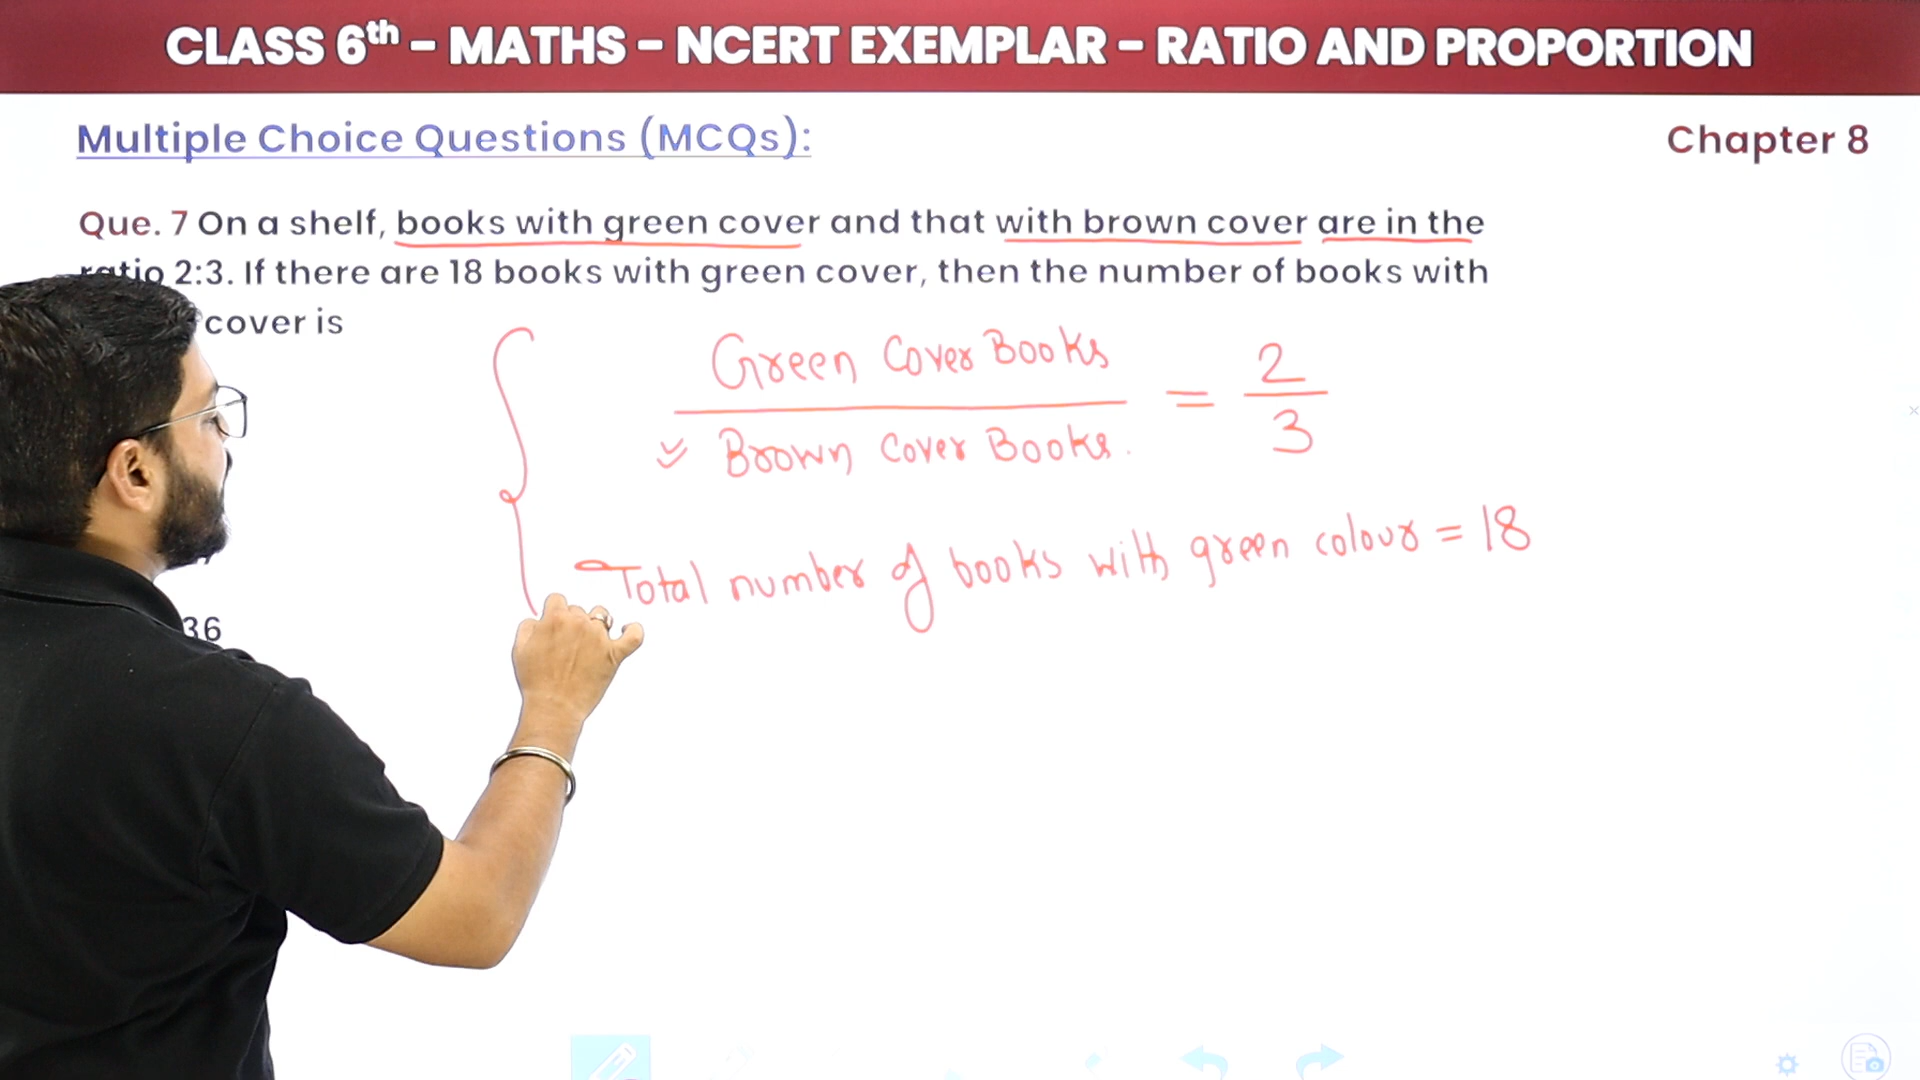 CLASS 6th – MATHS – NCERT EXEMPLAR – RATIO AND PROPORTION
Multiple Choice Questions (MCQs):
Chapter 8
Que. 7 On a shelf, books with green cover and that with brown cover are in the
ratio 2:3. If there are 18 books with green cover, then the number of books with
cover is
Green Cover Books
Brown Cover Books.
= 2
3
Total number of books with green colour = 18
36